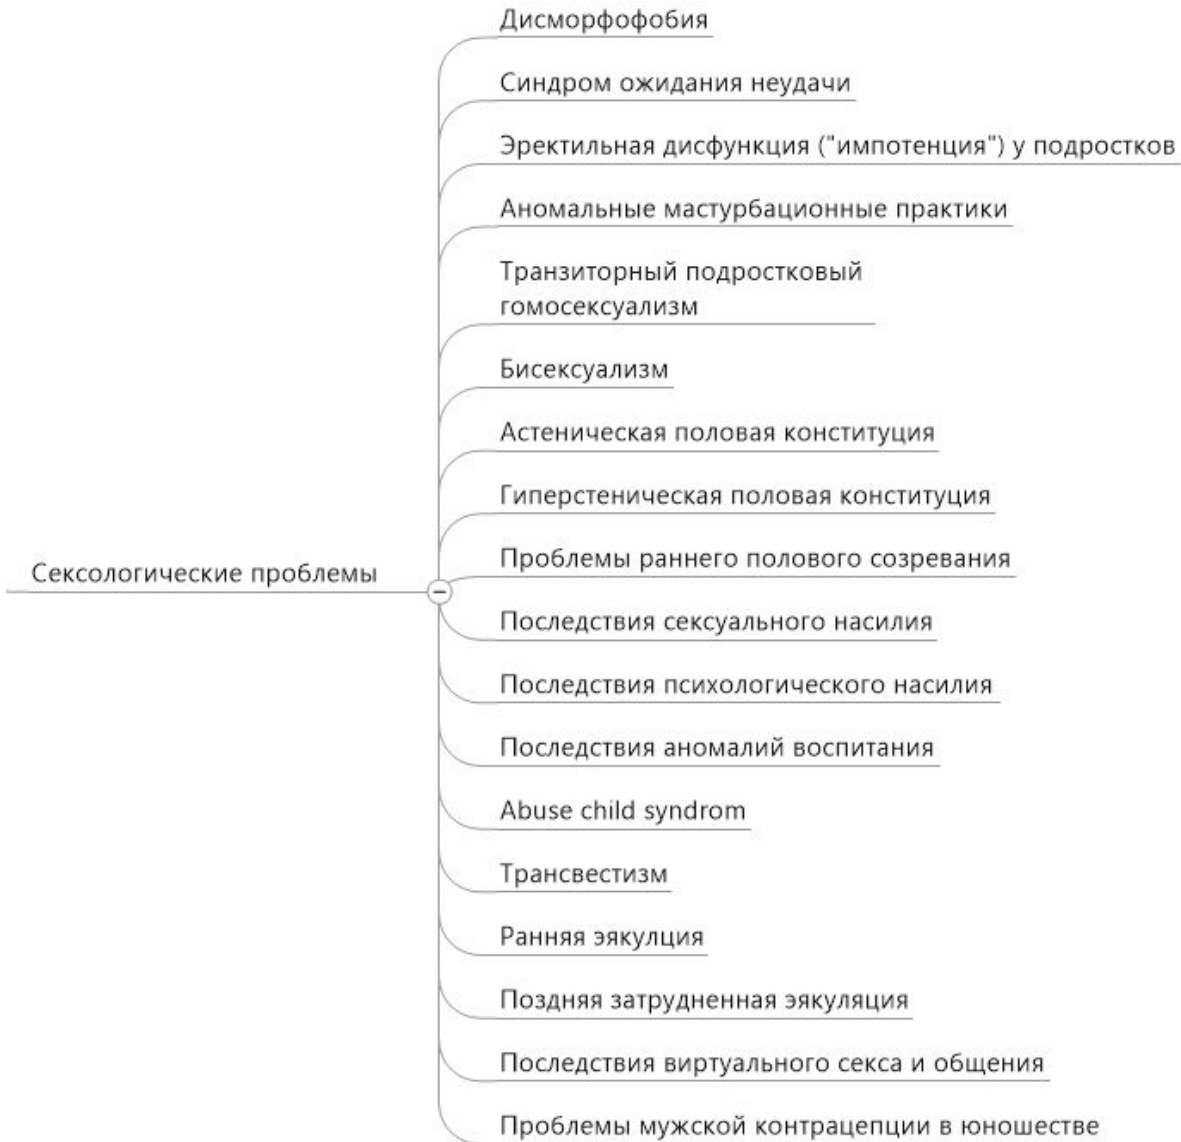 Дисморфофобия
Синдром ожидания неудачи
Эректильная дисфункция ("импотенция") у подростков
Аномальные мастурбационные практики
Транзиторный подростковый
гомосексуализм
Бисексуализм
Астеническая половая конституция
Гиперстеническая половая конституция
Сексологические проблемы
Проблемы раннего полового созревания
Последствия сексуального насилия
Последствия психологического насилия
Последствия аномалий воспитания
Abuse child syndrom
Трансвестизм
Ранняя эякулция
Поздняя затрудненная эякуляция
Последствия виртуального секса и общения
Проблемы мужской контрацепции в юношестве